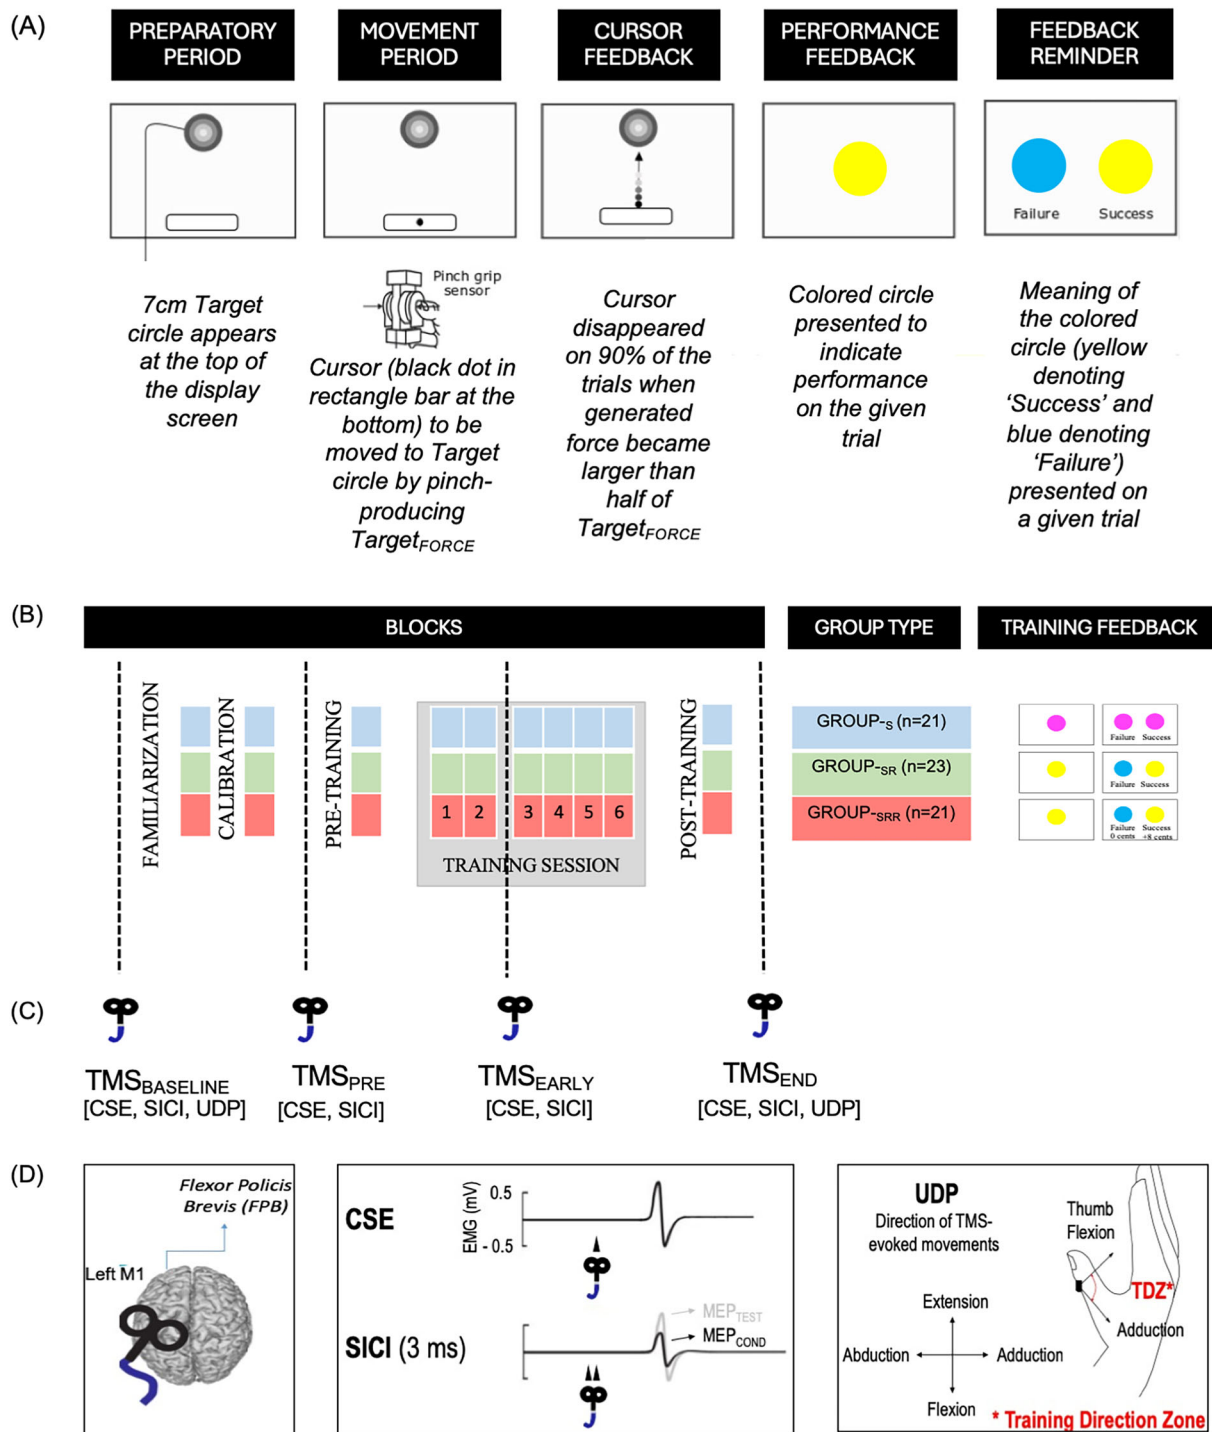 (A)
PREPARATORY
PERIOD
MOVEMENT
PERIOD
CURSOR
FEEDBACK
PERFORMANCE
FEEDBACK
FEEDBACK
REMINDER
Failure
Success
7cm Target
circle appears
at the top of
the display
screen
Pinch grip
sensor
Cursor (black dot in
rectangle bar at the
bottom) to be
moved to Target
circle by pinch-
producing
TargetFORCE
Cursor
disappeared
on 90% of the
trials when
generated
force became
larger than
half of
TargetFORCE
Colored circle
presented to
indicate
performance
on the given
trial
Meaning of
the colored
circle (yellow
denoting
‘Success’ and
blue denoting
‘Failure’)
presented on
a given trial
(B)
BLOCKS
GROUP TYPE
TRAINING FEEDBACK
FAMILIARIZATION
CALIBRATION
PRE-TRAINING
1 2 3 4 5 6
TRAINING SESSION
POST-TRAINING
GROUP-S (n=21)
GROUP-SR (n=23)
GROUP-SRR (n=21)
Failure Success
Failure Success
Failure Success
0 cents +8 cents
(C)
TMSBASELINE
[CSE, SICI, UDP]
TMSPRE
[CSE, SICI]
TMSEARLY
[CSE, SICI]
TMSEND
[CSE, SICI, UDP]
(D)
Flexor Policis
Brevis (FPB)
Left M1
CSE
EMG (mV)
0.5
- 0.5
SICI (3 ms)
MEPTEST
MEPCOND
UDP
Direction of TMS-
evoked movements
Extension
Abduction
Adduction
Flexion
Thumb
Flexion
TDZ*
Adduction
* Training Direction Zone